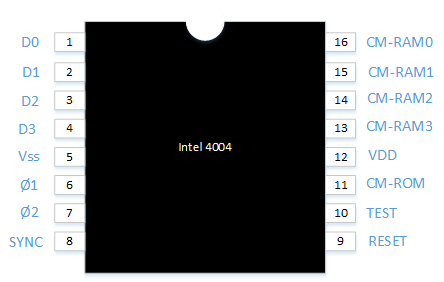 D0 1 16 CM-RAM0
D1 2 15 CM-RAM1
D2 3 14 CM-RAM2
D3 4 13 CM-RAM3
Intel 4004
Vss 5 12 VDD
Ø1 6 11 CM-ROM
Ø2 7 10 TEST
SYNC 8 9 RESET